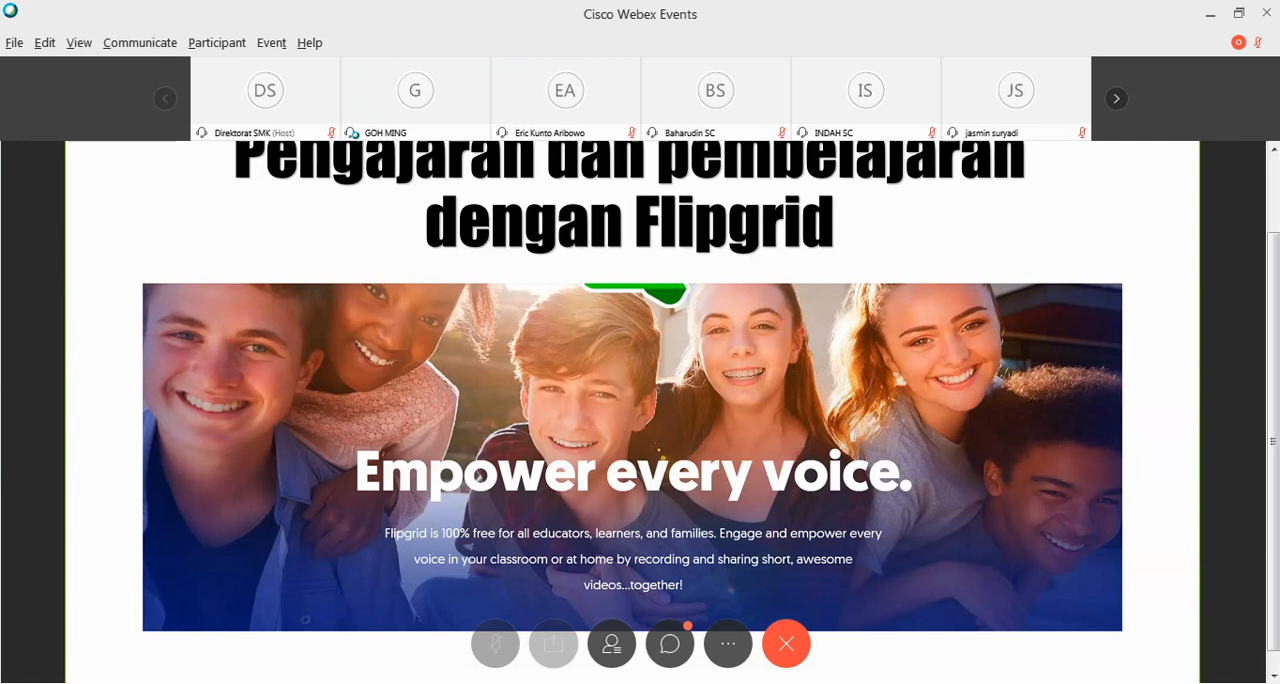 Cisco Webex Events
File Edit View Communicate Participant Event Help
DS G EA BS IS JS
Direktorat SMK (Host) GOH MING Eric Kunto Aribowo Baharudin SC INDAH SC jasmin suryadi
Pengajaran dan pembelajaran
dengan Flipgrid
Empower every voice.
Flipgrid is 100% free for all educators, learners, and families. Engage and empower every
voice in your classroom or at home by recording and sharing short, awesome
videos...together!